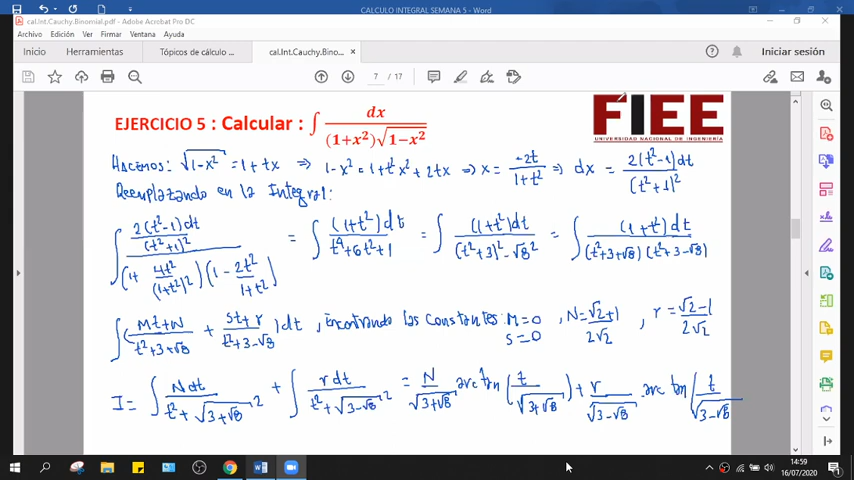 CALCULO INTEGRAL SEMANA 5 - Word
cal.Int.Cauchy.Binomial.pdf - Adobe Acrobat Pro DC
Archivo Edición Ver Firmar Ventana Ayuda
Inicio Herramientas Tópicos de cálculo ... cal.Int.Cauchy.Bino... × Iniciar sesión
7 / 17
EJERCICIO 5 : Calcular : ∫ dx / ((1+x²)√(1−x²))
FIEE
UNIVERSIDAD NACIONAL DE INGENIERIA
Hacemos: √(1-x²) = 1+tx ⇒ 1-x² = 1+t²x²+2tx ⇒ x = -2t/(1+t²) ⇒ dx = 2(t²-1)dt/(t²+1)²
Reemplazando en la Integral:
∫ (2(t²-1)dt/(t²+1)²) / ((1+ 4t²/(1+t²)²)(1 - 2t²/(1+t²))) = ∫ (1+t²)dt/(t⁴+6t²+1) = ∫ (1+t²)dt/((t²+3)²-√8²) = ∫ (1+t²)dt/((t²+3+√8)(t²+3-√8))
∫ ((Mt+N)/(t²+3+√8) + (St+r)/(t²+3-√8))dt , Encontrando las constantes: M=0 S=0 , N=(√2+1)/(2√2) , r=(√2-1)/(2√2)
I = ∫ Ndt/(t²+√(3+√8)²) + ∫ rdt/(t²+√(3-√8)²) = N/√(3+√8) arc tan (t/√(3+√8)) + r/√(3-√8) arc tan (t/√(3-√8)
14:59
16/07/2020